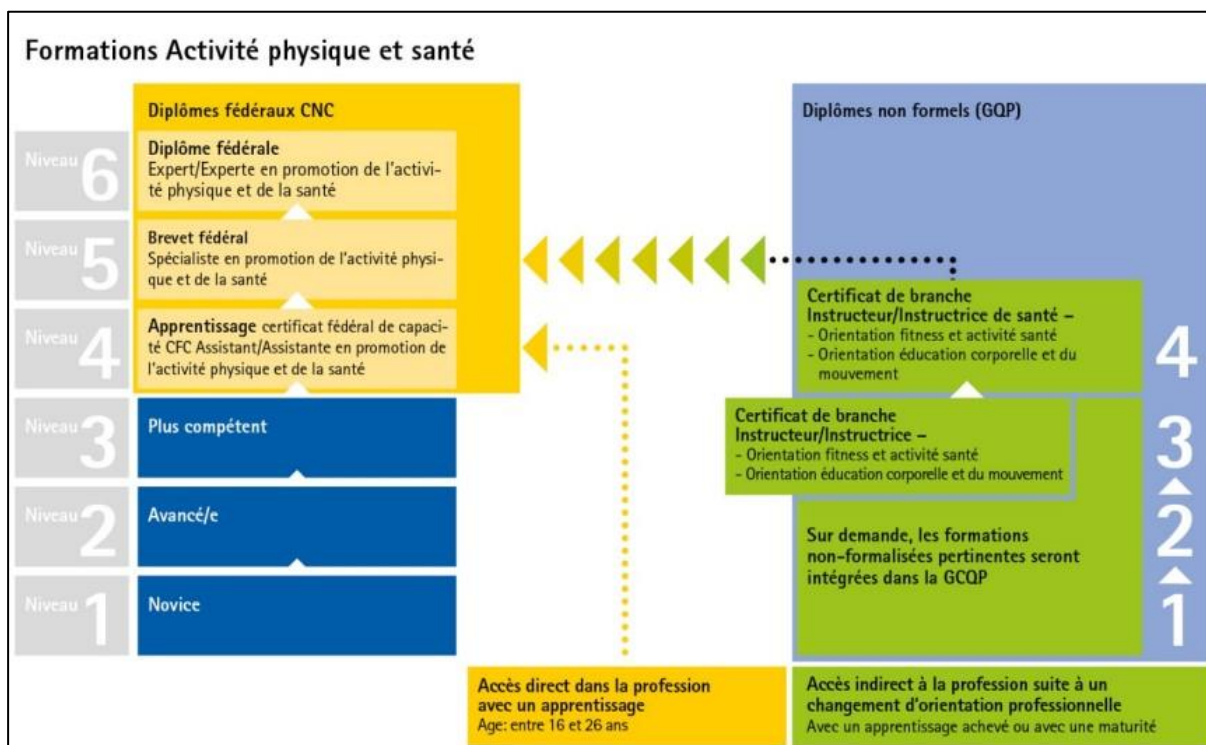 Formations Activité physique et santé
Diplômes fédéraux CNC
Niveau 6
Diplôme fédérale
Expert/Experte en promotion de l'activi-
té physique et de la santé
Niveau 5
Brevet fédéral
Spécialiste en promotion de l'activité physi-
que et de la santé
Niveau 4
Apprentissage certificat fédéral de capac-
ité CFC Assistant/Assistante en promotion de
l'activité physique et de la santé
Niveau 3
Plus compétent
Niveau 2
Avancé/e
Niveau 1
Novice
Accès direct dans la profession
avec un apprentissage
Age: entre 16 et 26 ans
Diplômes non formels (GQP)
Certificat de branche
Instructeur/Instructrice de santé –
- Orientation fitness et activité santé
- Orientation éducation corporelle et du
mouvement
4
Certificat de branche
Instructeur/Instructrice –
- Orientation fitness et activité santé
- Orientation éducation corporelle et du mouvement
3
Sur demande, les formations
non-formalisées pertinentes seront
intégrées dans la GCQP
2
1
Accès indirect à la profession suite à un
changement d'orientation professionnelle
Avec un apprentissage achevé ou avec une maturité